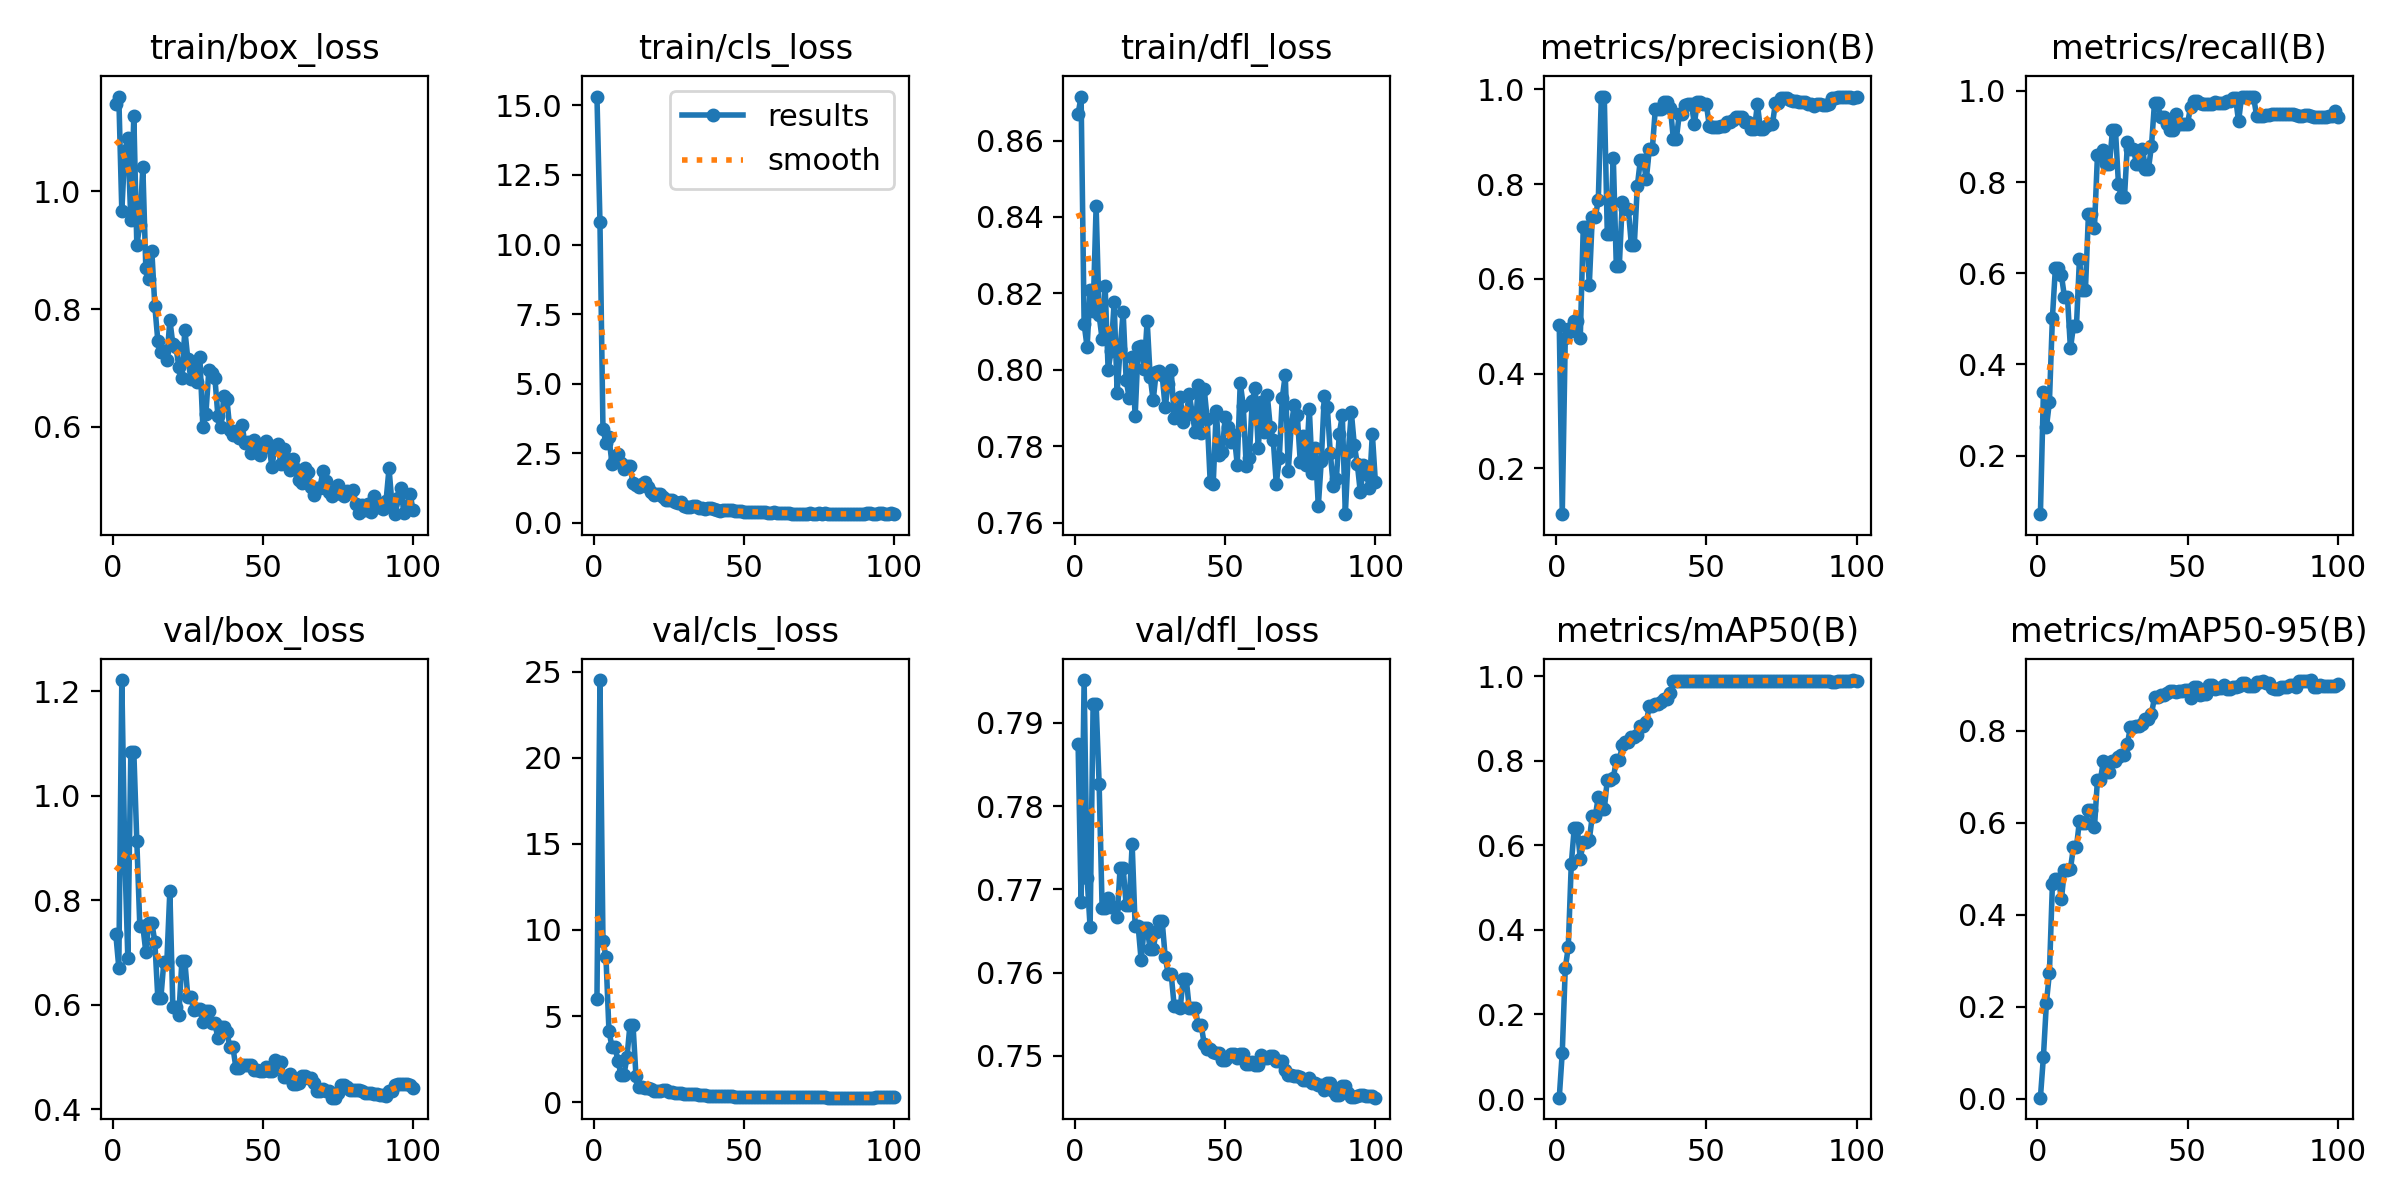 train/box_loss
1.0
0.8
0.6
0 50 100
train/cls_loss
results
smooth
15.0
12.5
10.0
7.5
5.0
2.5
0.0
0 50 100
train/dfl_loss
0.86
0.84
0.82
0.80
0.78
0.76
0 50 100
metrics/precision(B)
1.0
0.8
0.6
0.4
0.2
0 50 100
metrics/recall(B)
1.0
0.8
0.6
0.4
0.2
0 50 100
val/box_loss
1.2
1.0
0.8
0.6
0.4
0 50 100
val/cls_loss
25
20
15
10
5
0
0 50 100
val/dfl_loss
0.79
0.78
0.77
0.76
0.75
0 50 100
metrics/mAP50(B)
1.0
0.8
0.6
0.4
0.2
0.0
0 50 100
metrics/mAP50-95(B)
0.8
0.6
0.4
0.2
0.0
0 50 100